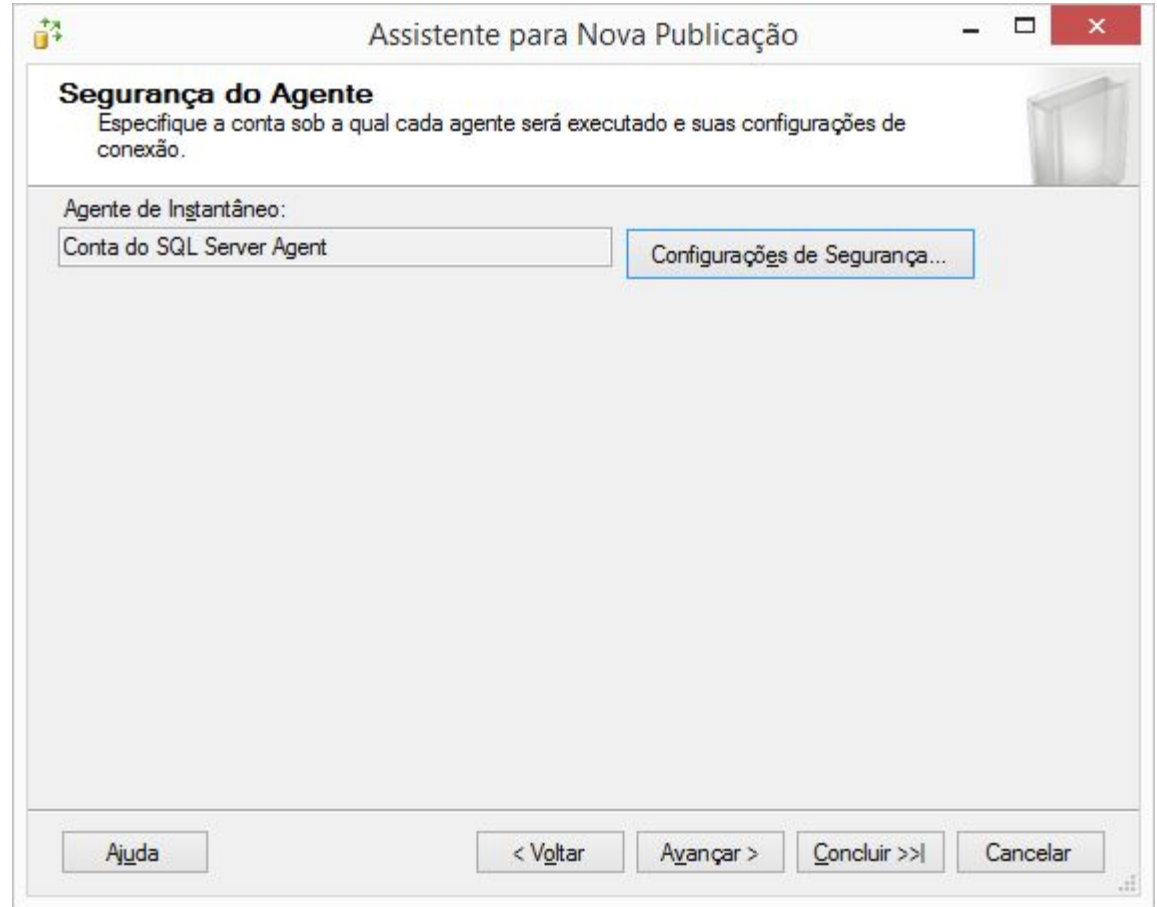 Assistente para Nova Publicação
Segurança do Agente
Especifique a conta sob a qual cada agente será executado e suas configurações de
conexão.
Agente de Instantâneo:
Conta do SQL Server Agent
Configurações de Segurança...
Ajuda
< Voltar
Avançar >
Concluir >>|
Cancelar